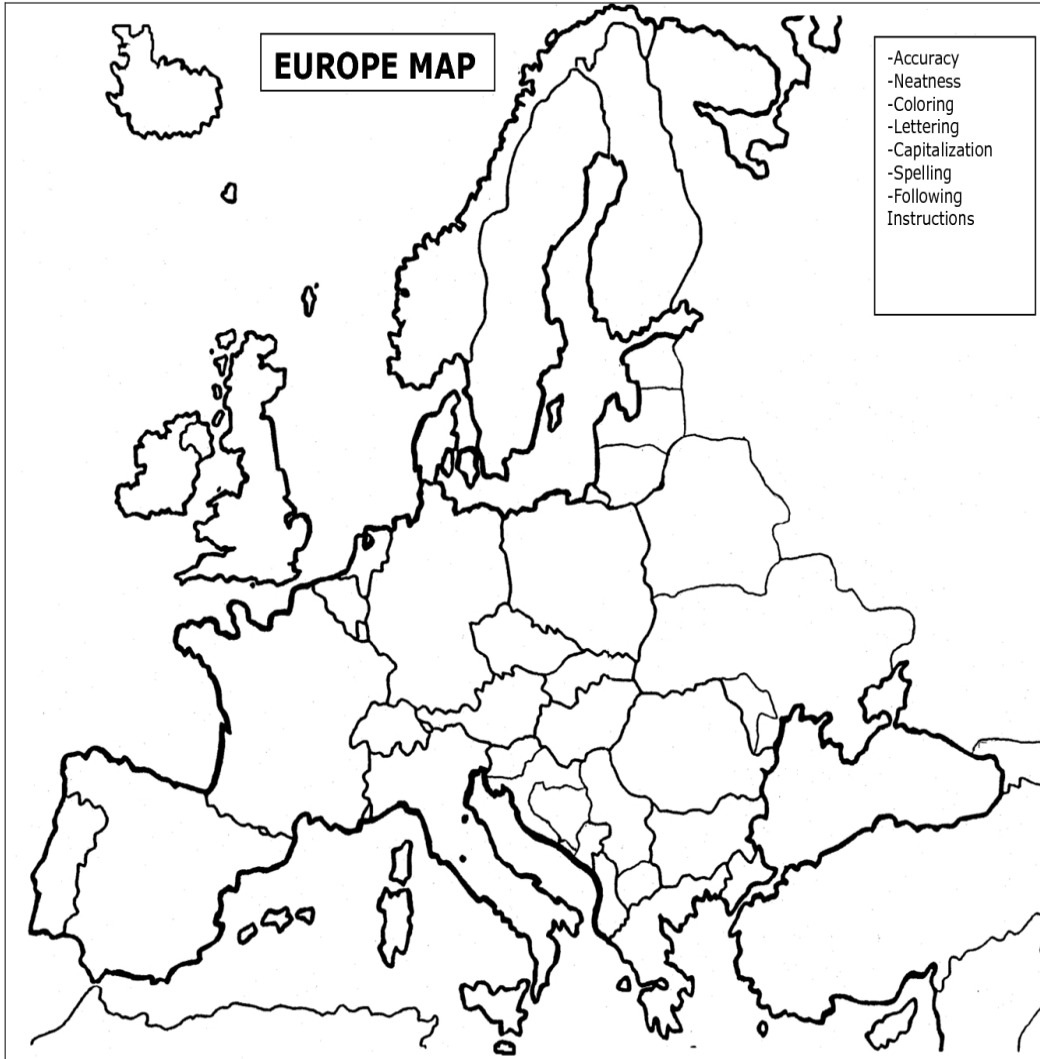 EUROPE MAP
-Accuracy
-Neatness
-Coloring
-Lettering
-Capitalization
-Spelling
-Following
Instructions